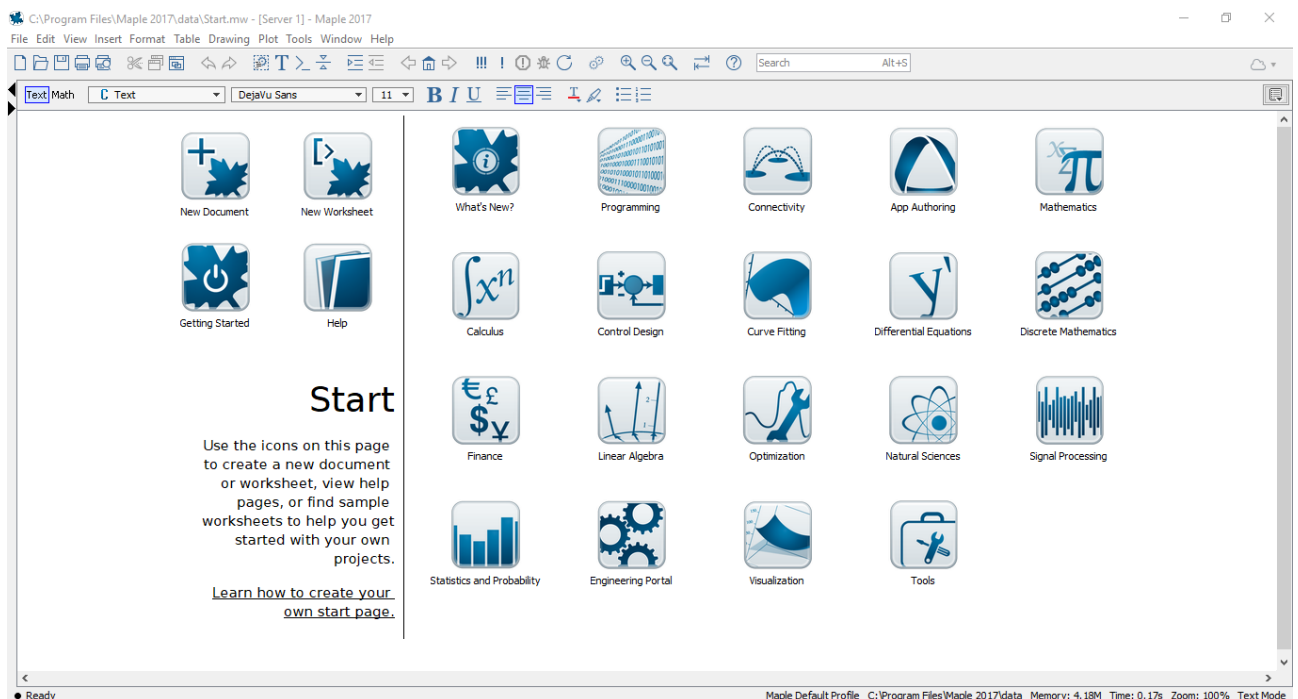 C:\Program Files\Maple 2017\data\Start.mw - [Server 1] - Maple 2017
File Edit View Insert Format Table Drawing Plot Tools Window Help
Search Alt+S
Text Math C Text DejaVu Sans 11 B I U
New Document New Worksheet
What's New? Programming Connectivity App Authoring Mathematics
Getting Started Help
Calculus Control Design Curve Fitting Differential Equations Discrete Mathematics
Start
Use the icons on this page
to create a new document
or worksheet, view help
pages, or find sample
worksheets to help you get
started with your own
projects.
Learn how to create your
own start page.
Finance Linear Algebra Optimization Natural Sciences Signal Processing
Statistics and Probability Engineering Portal Visualization Tools
Ready
Maple Default Profile C:\Program Files\Maple 2017\data Memory: 4.18M Time: 0.17s Zoom: 100% Text Mode